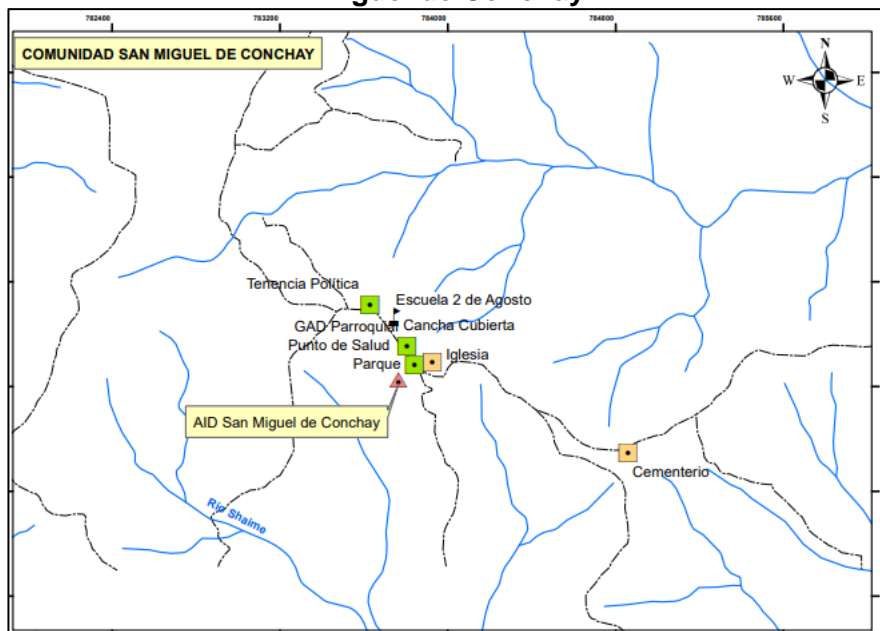 782400
783200
784000
784800
785600
COMUNIDAD SAN MIGUEL DE CONCHAY
N
W
E
S
Tenencia Política
Escuela 2 de Agosto
GAD Parroquial
Cancha Cubierta
Punto de Salud
Iglesia
Parque
AID San Miguel de Conchay
Cementerio
Río Shaime